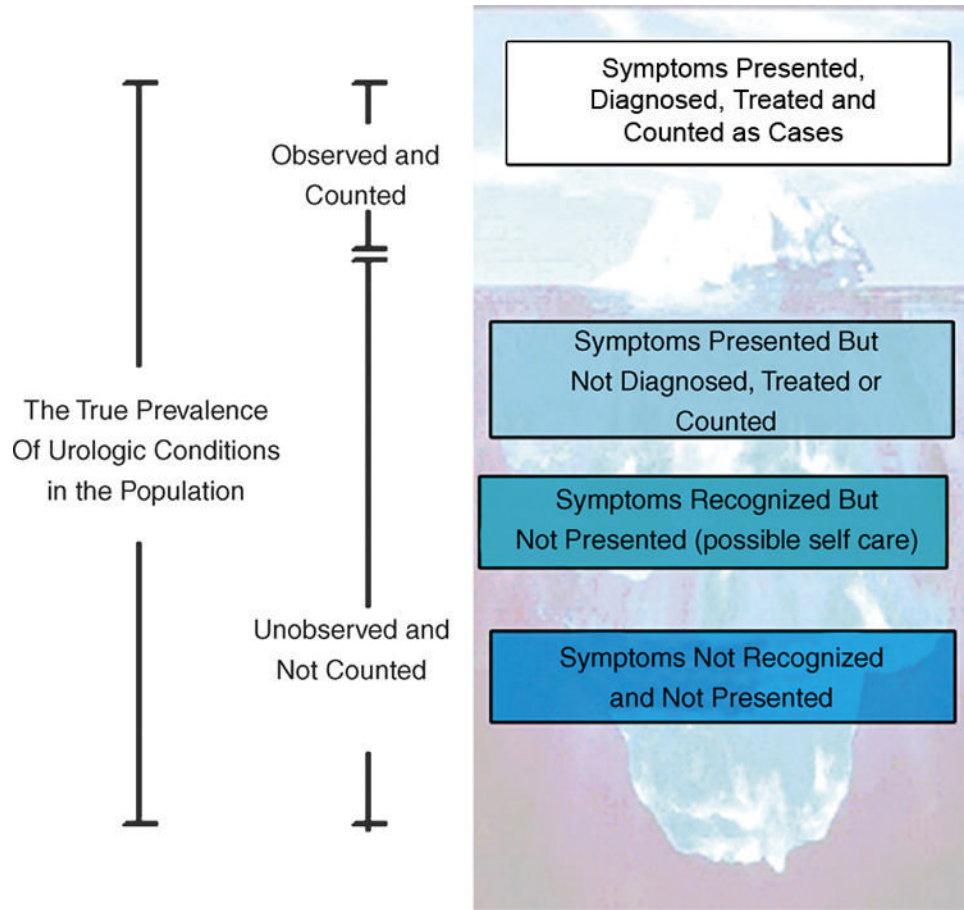 Symptoms Presented,
Diagnosed, Treated and
Counted as Cases
Observed and
Counted
Symptoms Presented But
Not Diagnosed, Treated or
Counted
The True Prevalence
Of Urologic Conditions
in the Population
Symptoms Recognized But
Not Presented (possible self care)
Unobserved and
Not Counted
Symptoms Not Recognized
and Not Presented